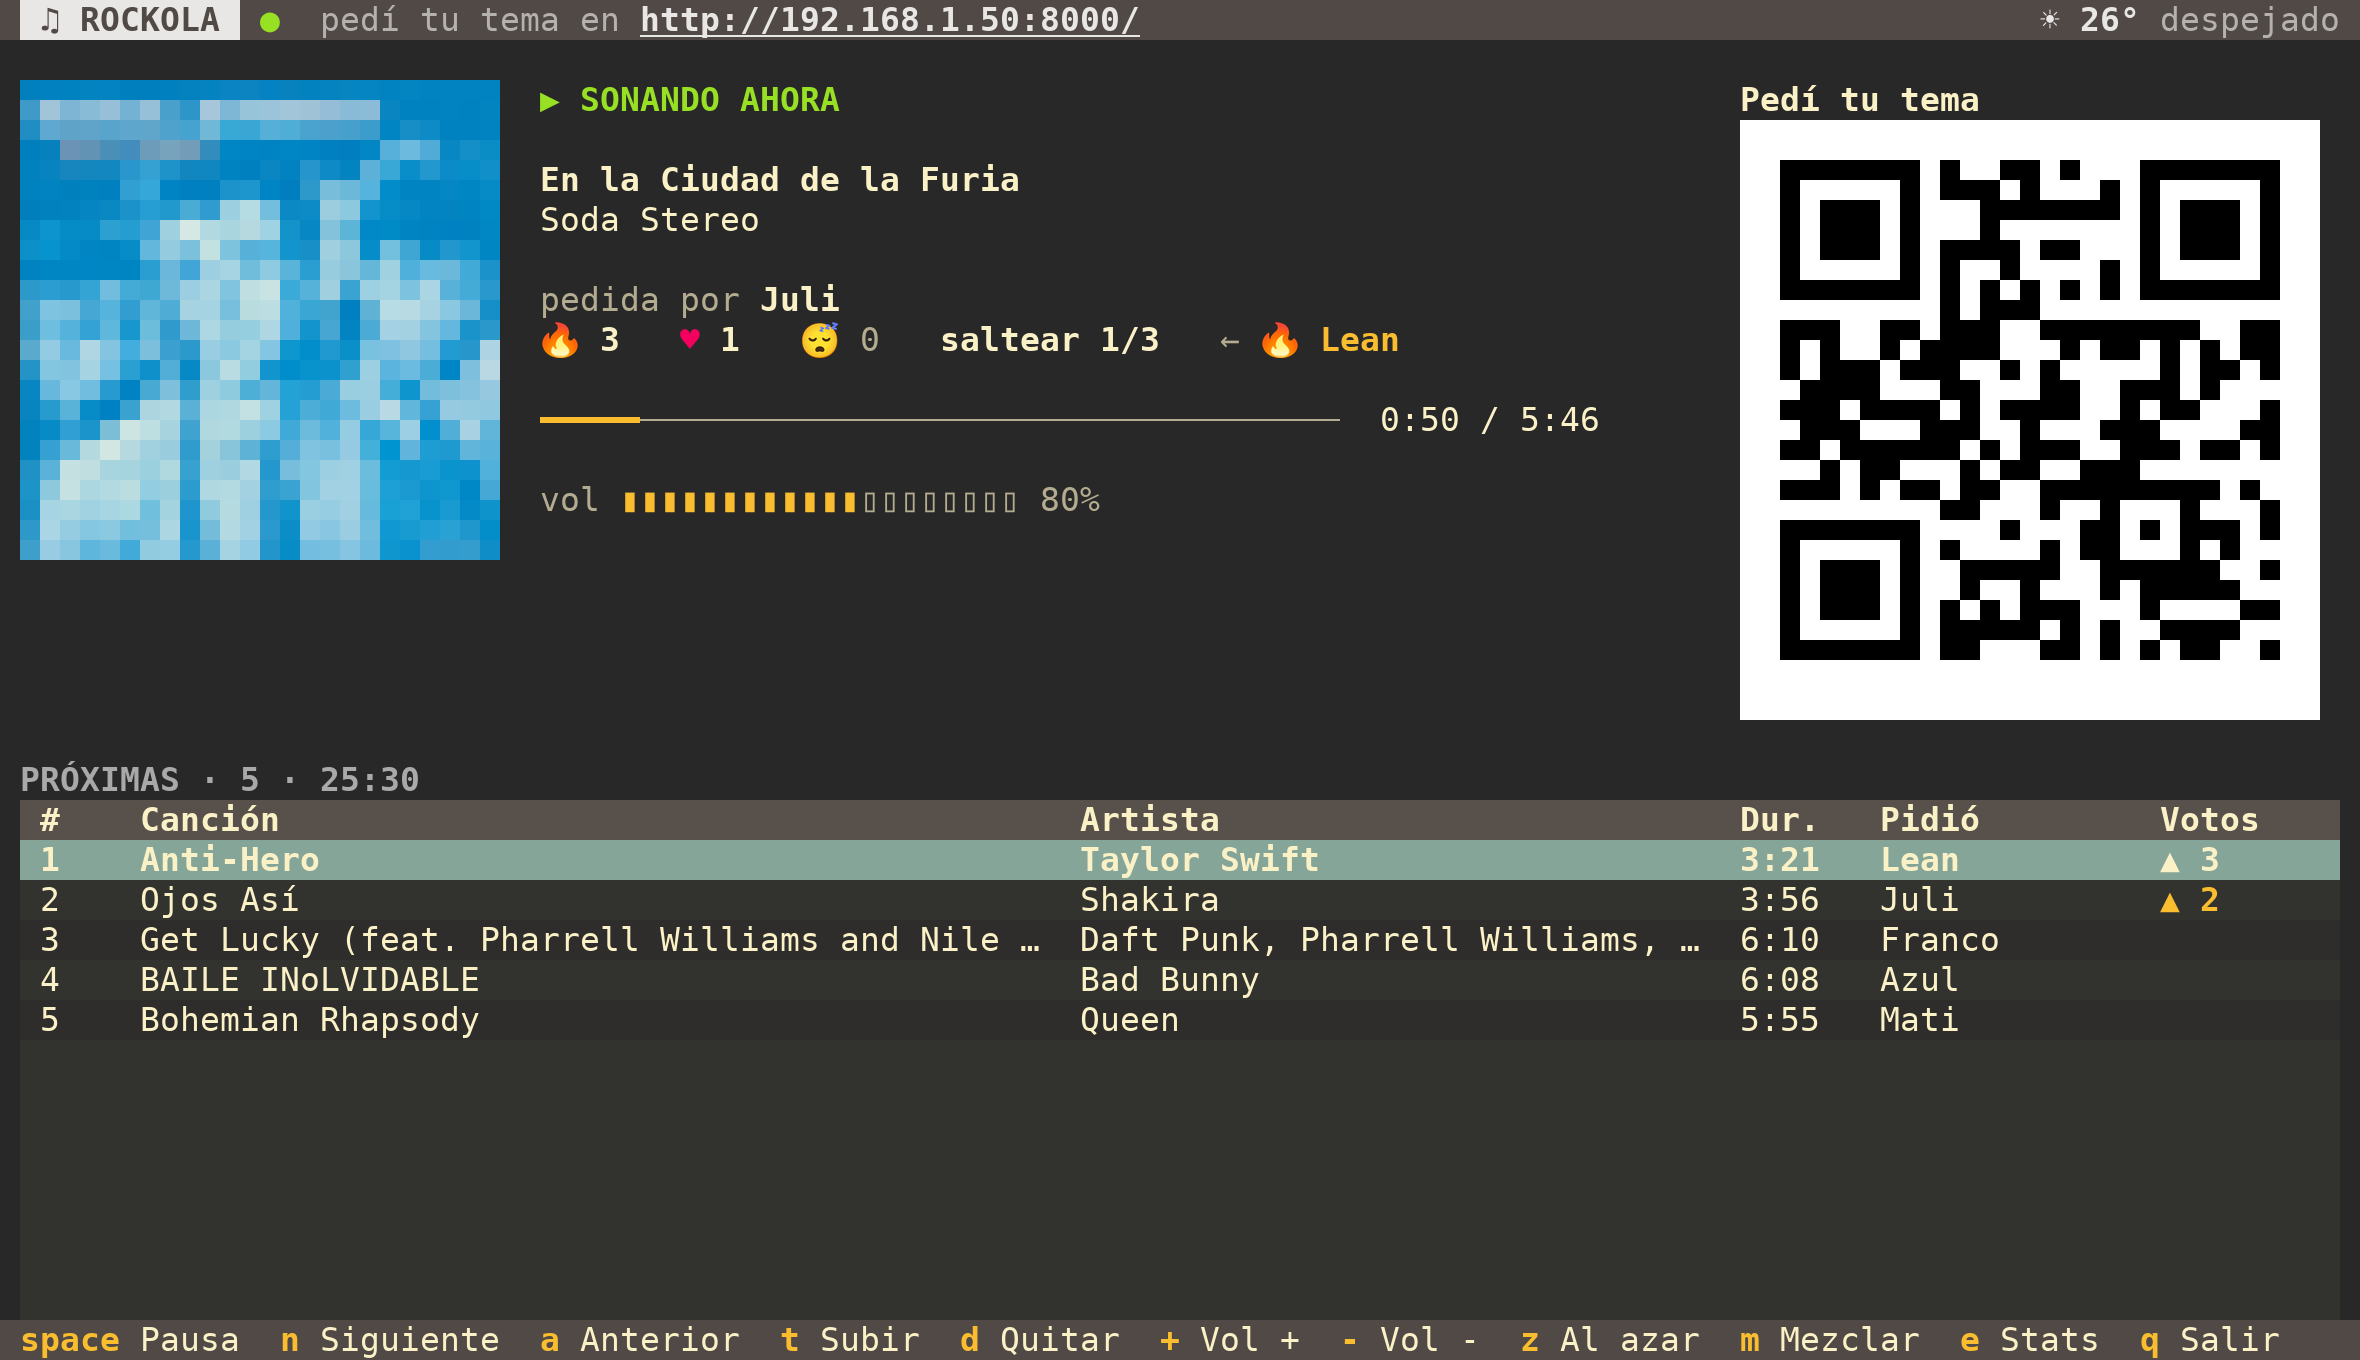 ♫ ROCKOLA ● pedí tu tema en http://192.168.1.50:8000/ ☀ 26° despejado
▶ SONANDO AHORA
En la Ciudad de la Furia
Soda Stereo
pedida por Juli
🔥 3 ♥ 1 😴 0 saltear 1/3 ← 🔥 Lean
0:50 / 5:46
vol ▮▮▮▮▮▮▮▮▮▮▮▮▯▯▯▯▯▯▯▯ 80%
Pedí tu tema
PRÓXIMAS · 5 · 25:30
# Canción Artista Dur. Pidió Votos
1 Anti-Hero Taylor Swift 3:21 Lean ▲ 3
2 Ojos Así Shakira 3:56 Juli ▲ 2
3 Get Lucky (feat. Pharrell Williams and Nile … Daft Punk, Pharrell Williams, … 6:10 Franco
4 BAILE INoLVIDABLE Bad Bunny 6:08 Azul
5 Bohemian Rhapsody Queen 5:55 Mati
space Pausa n Siguiente a Anterior t Subir d Quitar + Vol + - Vol - z Al azar m Mezclar e Stats q Salir